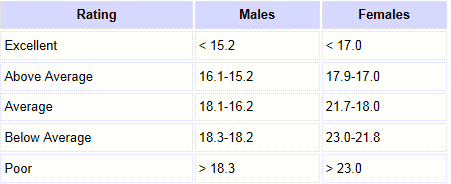 Rating Males Females
Excellent < 15.2 < 17.0
Above Average 16.1-15.2 17.9-17.0
Average 18.1-16.2 21.7-18.0
Below Average 18.3-18.2 23.0-21.8
Poor > 18.3 > 23.0